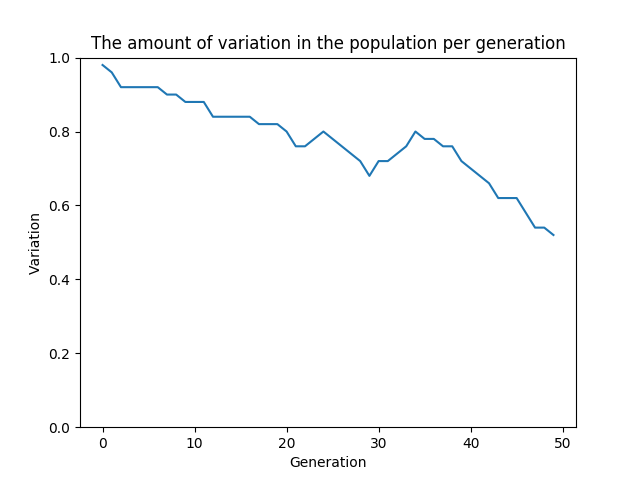 The amount of variation in the population per generation
1.0
0.8
0.6
0.4
0.2
0.0
Variation
0 10 20 30 40 50
Generation